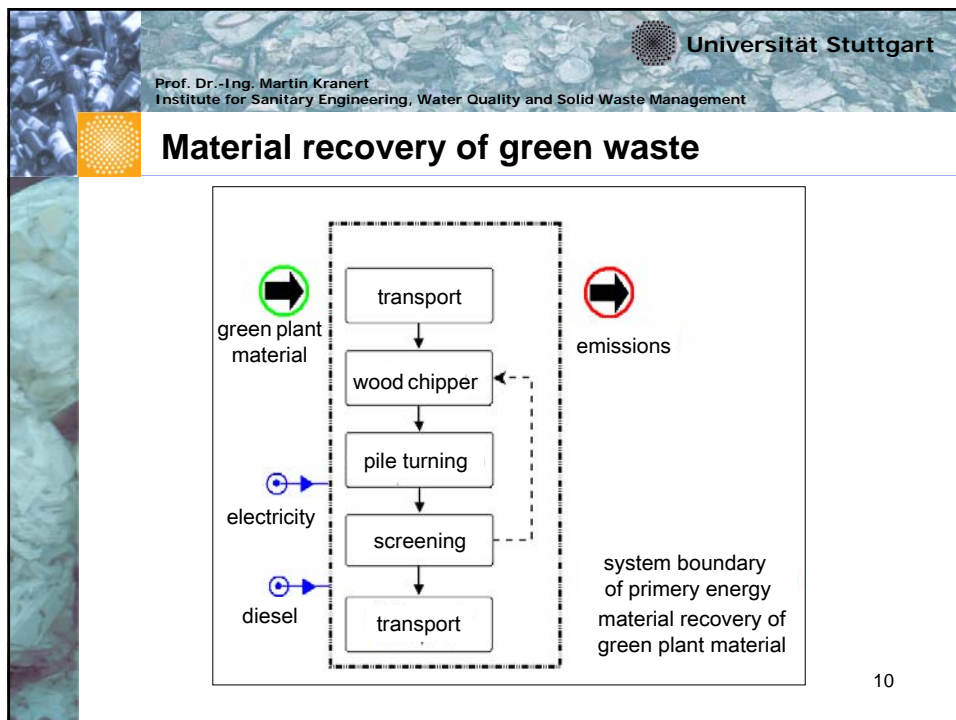 Universität Stuttgart
Prof. Dr.-Ing. Martin Kranert
Institute for Sanitary Engineering, Water Quality and Solid Waste Management
Material recovery of green waste
green plant
material
transport
wood chipper
pile turning
screening
transport
electricity
diesel
emissions
system boundary
of primery energy
material recovery of
green plant material
10